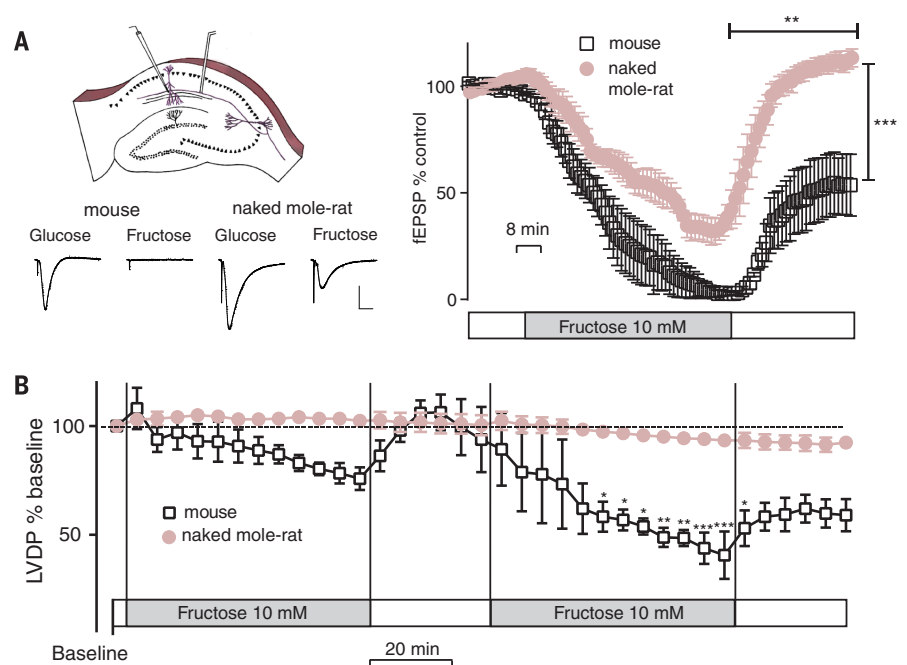 A
mouse
naked mole-rat
Glucose
Fructose
Glucose
Fructose
fEPSP % control
100
50
0
mouse
naked
mole-rat
**
***
8 min
Fructose 10 mM
B
LVDP % baseline
100
50
mouse
naked mole-rat
* * * ** ** *** *** *
Fructose 10 mM
Fructose 10 mM
Baseline
20 min